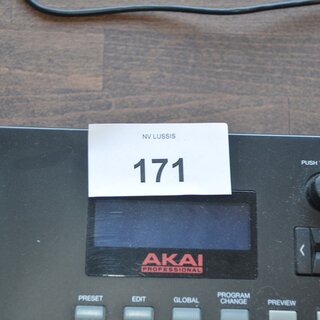 NV LUSSIS
171
AKAI
PROFESSIONAL
PUSH
PRESET EDIT GLOBAL PROGRAM CHANGE PREVIEW